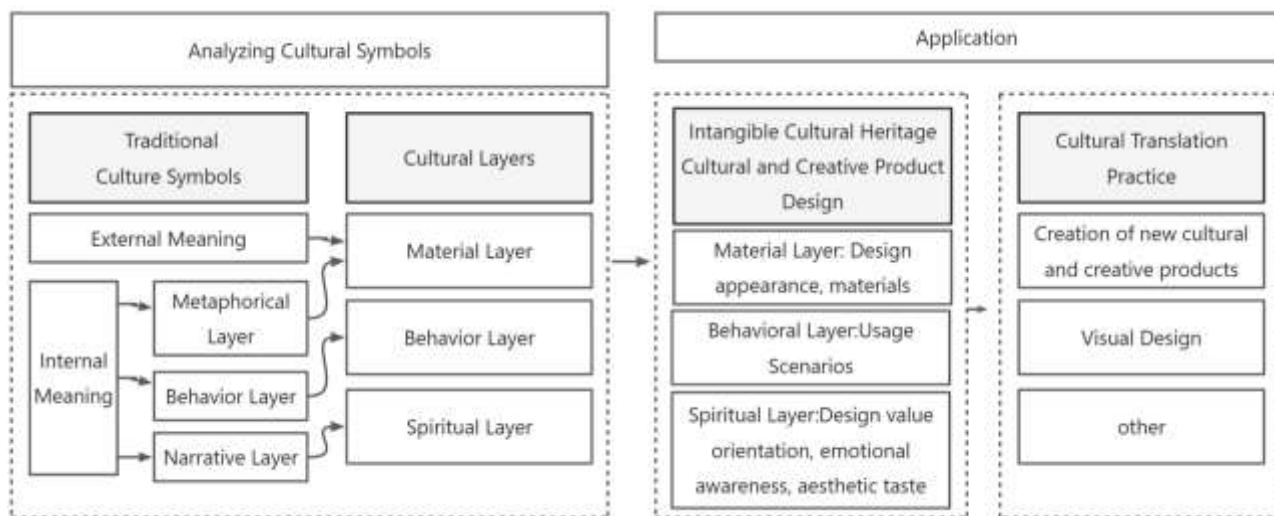 Analyzing Cultural Symbols
Application
Traditional
Culture Symbols
Cultural Layers
External Meaning
Material Layer
Internal
Meaning
Metaphorical
Layer
Behavior Layer
Behavior Layer
Narrative Layer
Spiritual Layer
Intangible Cultural Heritage
Cultural and Creative Product
Design
Material Layer: Design
appearance, materials
Behavioral Layer:Usage
Scenarios
Spiritual Layer:Design value
orientation, emotional
awareness, aesthetic taste
Cultural Translation
Practice
Creation of new cultural
and creative products
Visual Design
other